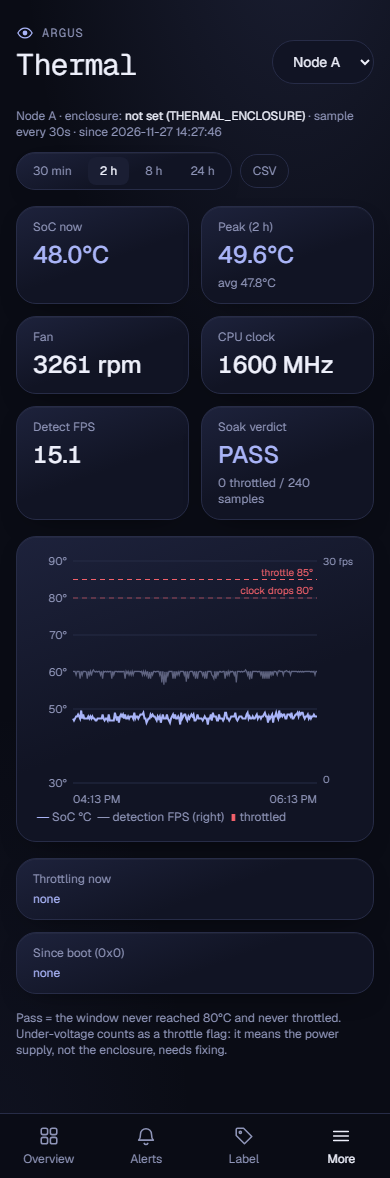 ARGUS
Thermal
Node A
Node A · enclosure: not set (THERMAL_ENCLOSURE) · sample
every 30s · since 2026-11-27 14:27:46
30 min 2 h 8 h 24 h CSV
SoC now
48.0°C
Peak (2 h)
49.6°C
avg 47.8°C
Fan
3261 rpm
CPU clock
1600 MHz
Detect FPS
15.1
Soak verdict
PASS
0 throttled / 240
samples
90° 30 fps
throttle 85°
80° clock drops 80°
70°
60°
50°
30° 0
04:13 PM 06:13 PM
— SoC °C — detection FPS (right) throttled
Throttling now
none
Since boot (0x0)
none
Pass = the window never reached 80°C and never throttled.
Under-voltage counts as a throttle flag: it means the power
supply, not the enclosure, needs fixing.
Overview Alerts Label More